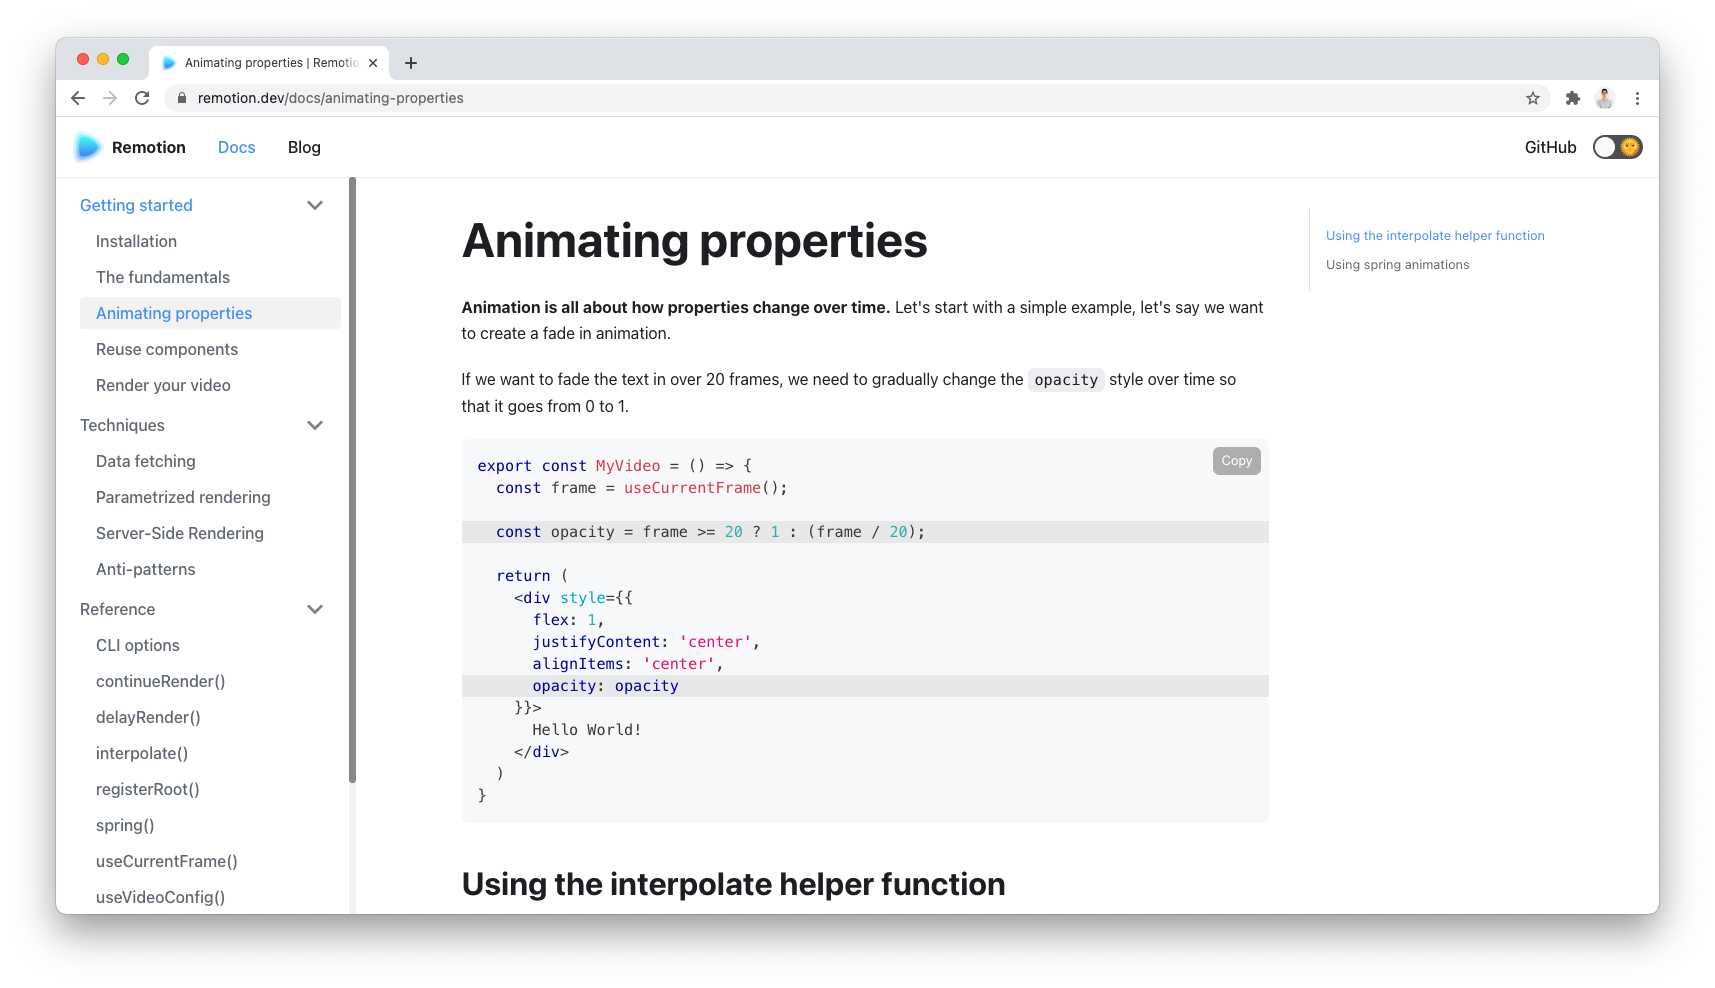 Animating properties | Remotio
remotion.dev/docs/animating-properties
Remotion
Docs
Blog
GitHub
Getting started
Installation
The fundamentals
Animating properties
Reuse components
Render your video
Techniques
Data fetching
Parametrized rendering
Server-Side Rendering
Anti-patterns
Reference
CLI options
continueRender()
delayRender()
interpolate()
registerRoot()
spring()
useCurrentFrame()
useVideoConfig()
Animating properties
Animation is all about how properties change over time. Let's start with a simple example, let's say we want
to create a fade in animation.
If we want to fade the text in over 20 frames, we need to gradually change the opacity style over time so
that it goes from 0 to 1.
Copy
export const MyVideo = () => {
  const frame = useCurrentFrame();
  const opacity = frame >= 20 ? 1 : (frame / 20);
  return (
    <div style={{
      flex: 1,
      justifyContent: 'center',
      alignItems: 'center',
      opacity: opacity
    }}>
      Hello World!
    </div>
  )
}
Using the interpolate helper function
Using the interpolate helper function
Using spring animations